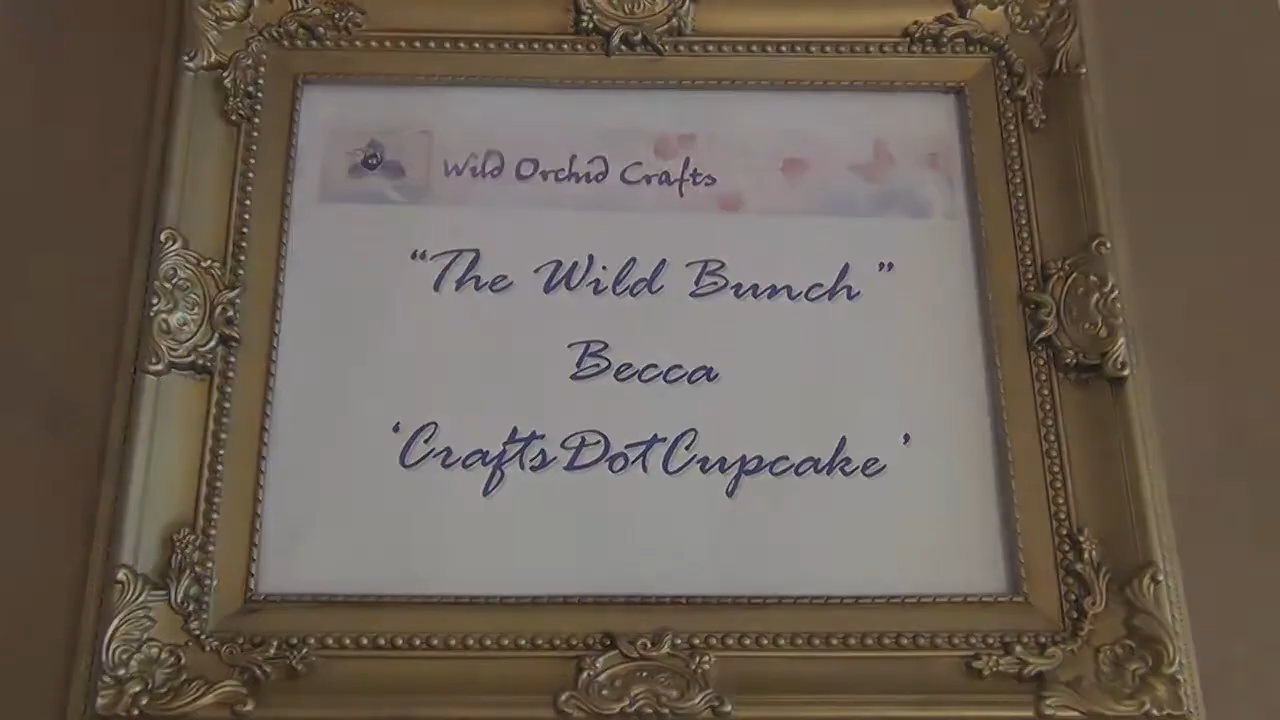 Wild Orchid Crafts
"The Wild Bunch"
Becca
'CraftsDotCupcake'